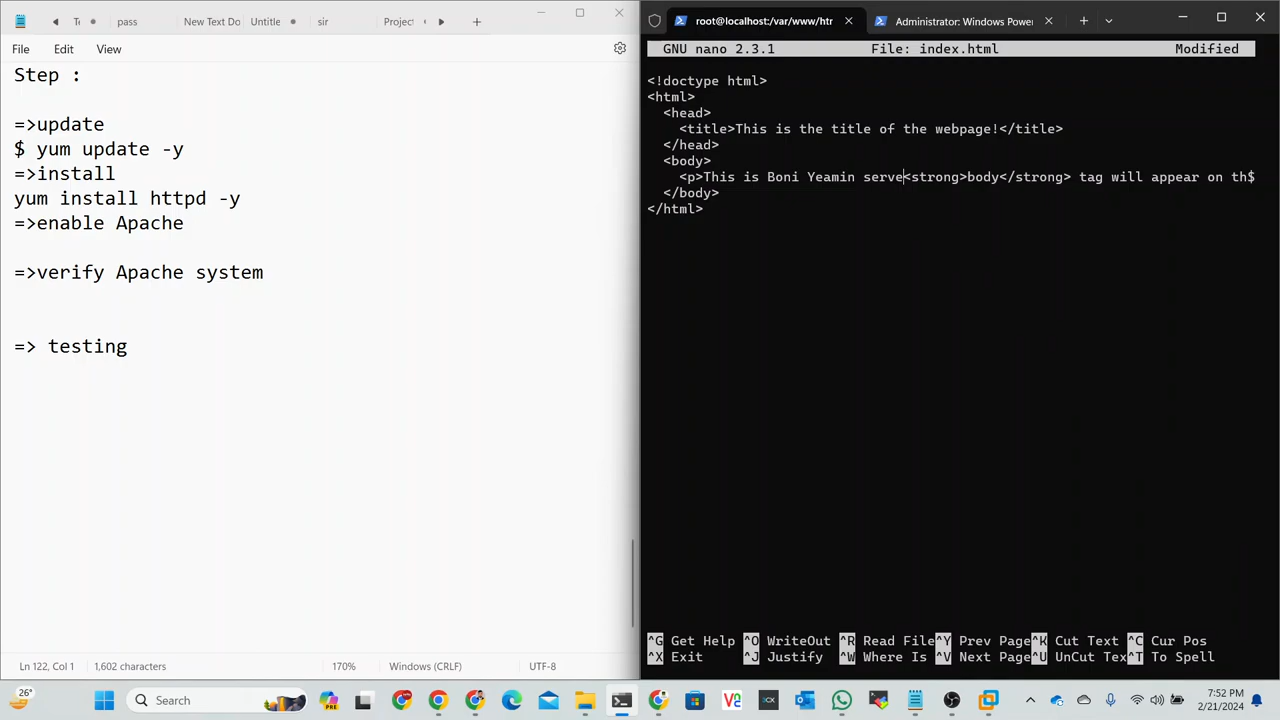 pass
New Text Do
Untitle
sir
Project
File
Edit
View
Step :
=>update
$ yum update -y
=>install
yum install httpd -y
=>enable Apache
=>verify Apache system
=> testing
Ln 122, Col 1
1,602 characters
170%
Windows (CRLF)
UTF-8
root@localhost:/var/www/htr
Administrator: Windows Power
GNU nano 2.3.1 File: index.html Modified
<!doctype html>
<html>
<head>
<title>This is the title of the webpage!</title>
</head>
<body>
<p>This is Boni Yeamin serve<strong>body</strong> tag will appear on th$
</body>
</html>
^G Get Help ^O WriteOut ^R Read File^Y Prev Page^K Cut Text ^C Cur Pos
^X Exit ^J Justify ^W Where Is ^V Next Page^U UnCut Tex^T To Spell
26°
Search
7:52 PM
2/21/2024